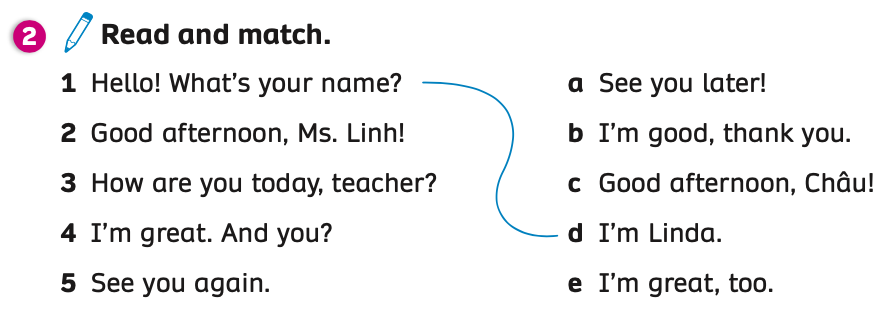 2 Read and match.
1 Hello! What's your name?
a See you later!
2 Good afternoon, Ms. Linh!
b I'm good, thank you.
3 How are you today, teacher?
c Good afternoon, Châu!
4 I'm great. And you?
d I'm Linda.
5 See you again.
e I'm great, too.